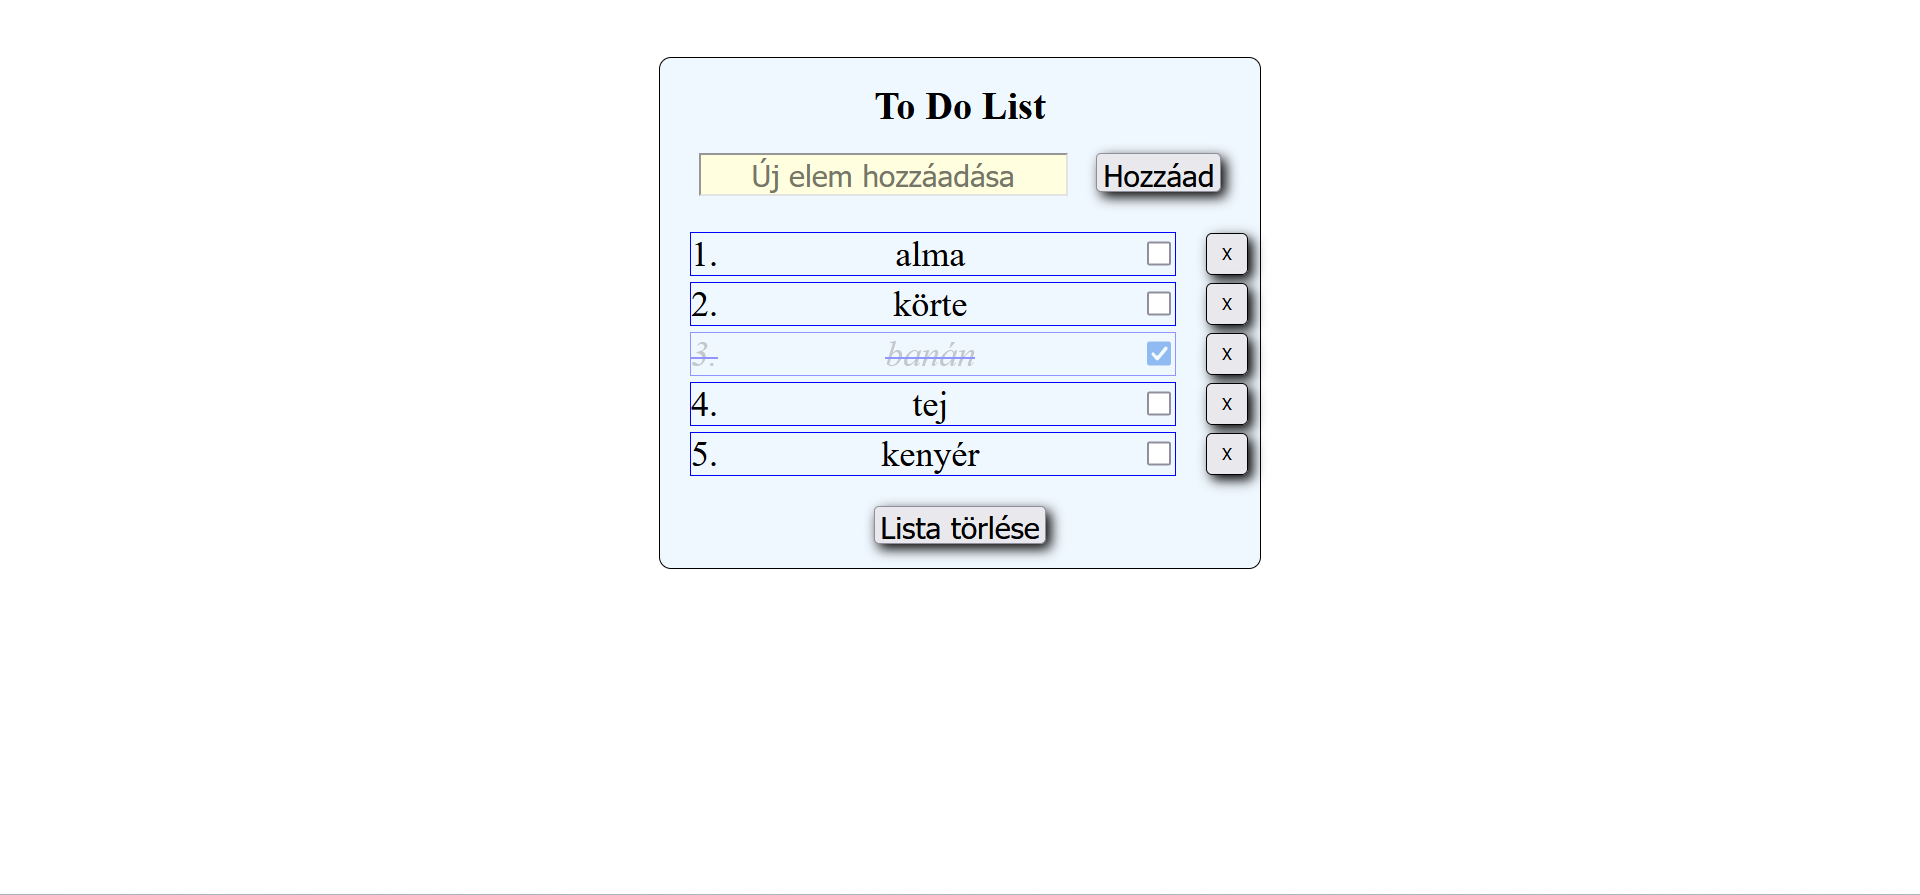 To Do List
Új elem hozzáadása Hozzáad
1. alma x
2. körte x
3. banán x
4. tej x
5. kenyér x
Lista törlése